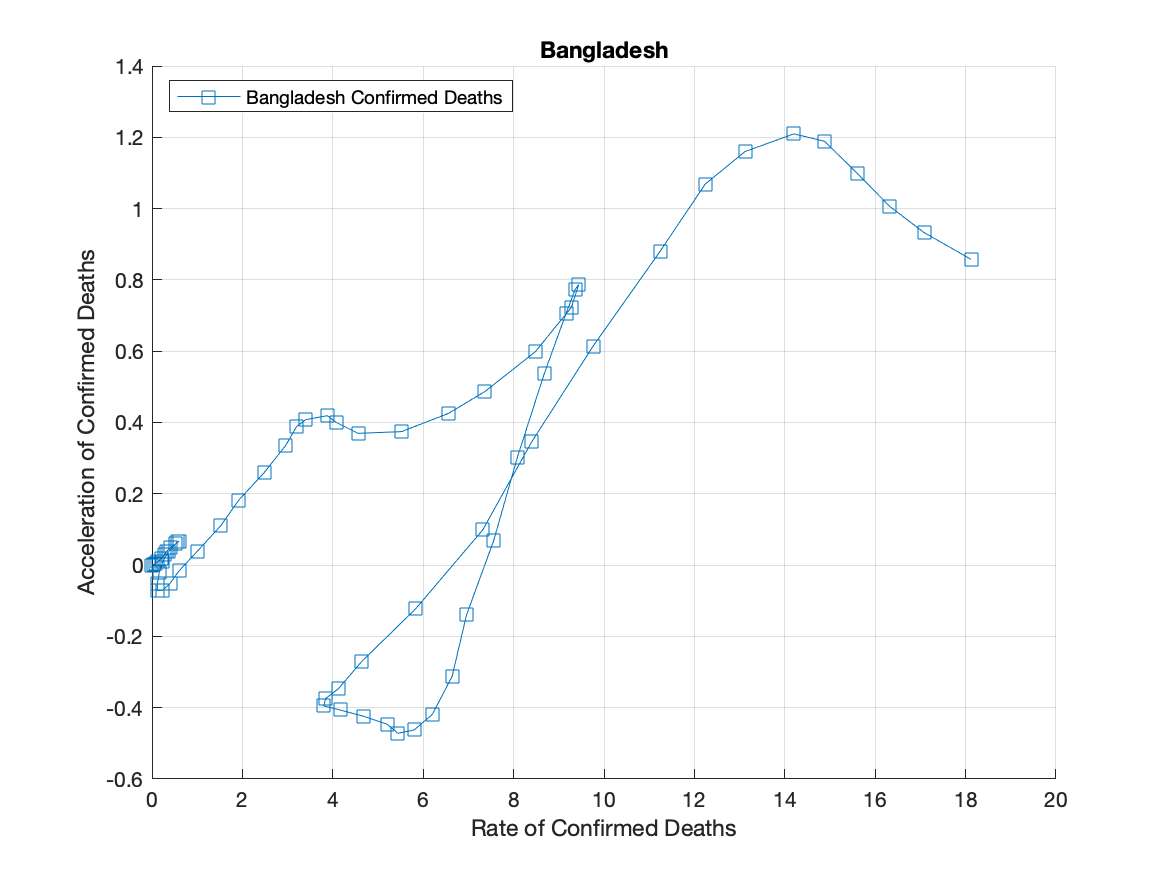 Bangladesh
Bangladesh Confirmed Deaths
Acceleration of Confirmed Deaths
1.4
1.2
1
0.8
0.6
0.4
0.2
0
-0.2
-0.4
-0.6
0 2 4 6 8 10 12 14 16 18 20
Rate of Confirmed Deaths